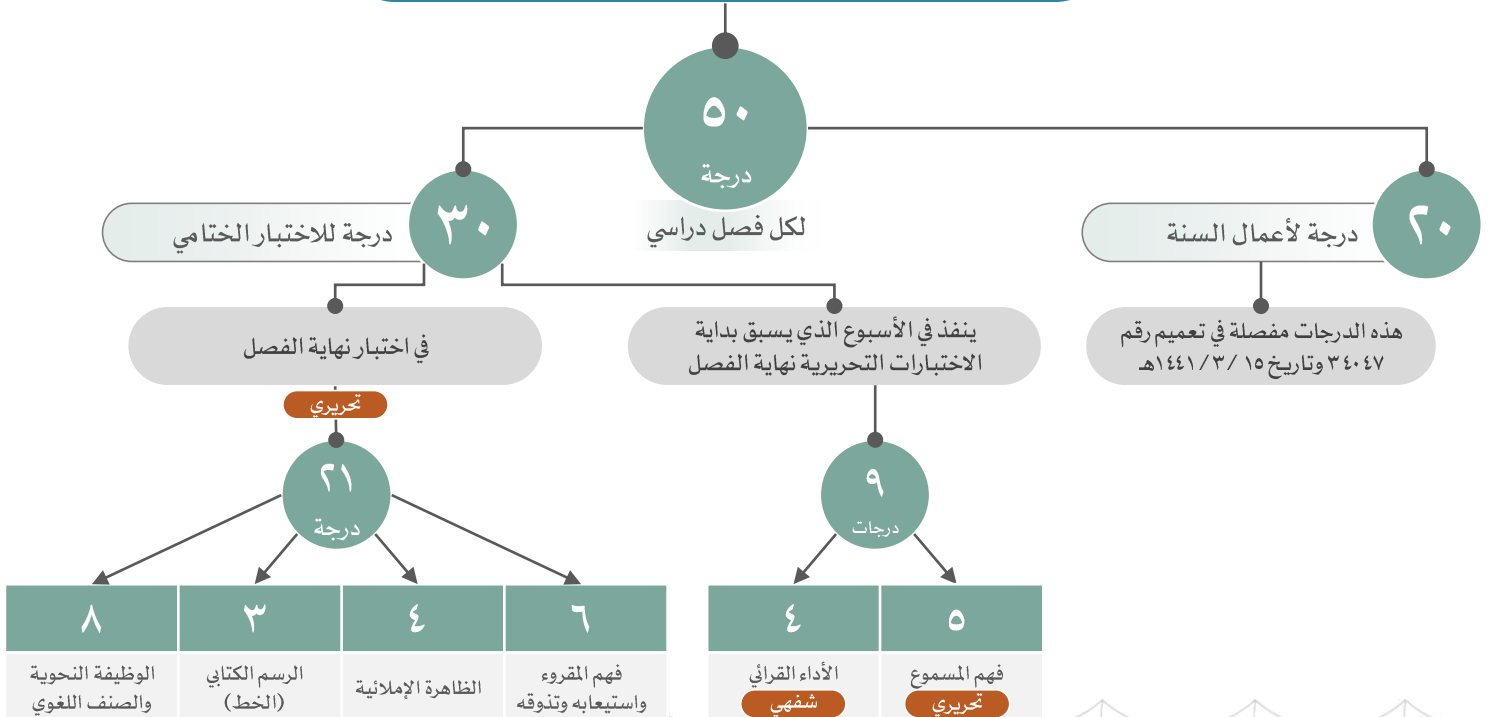 ٥٠
درجة
لكل فصل دراسي
٢٠
درجة لأعمال السنة
هذه الدرجات مفصلة في تعميم رقم
٣٤٠٤٧ وتاريخ ١٥ /٣ /١٤٤١هـ
٣٠
درجة للاختبار الختامي
ينفذ في الأسبوع الذي يسبق بداية
الاختبارات التحريرية نهاية الفصل
٩
درجات
٥
فهم المسموع
تحريري
٤
الأداء القرائي
شفهي
في اختبار نهاية الفصل
تحريري
٢١
درجة
٦
فهم المقروء
واستيعابه وتذوقه
٤
الظاهرة الإملائية
٣
الرسم الكتابي
(الخط)
٨
الوظيفة النحوية
والصنف اللغوي